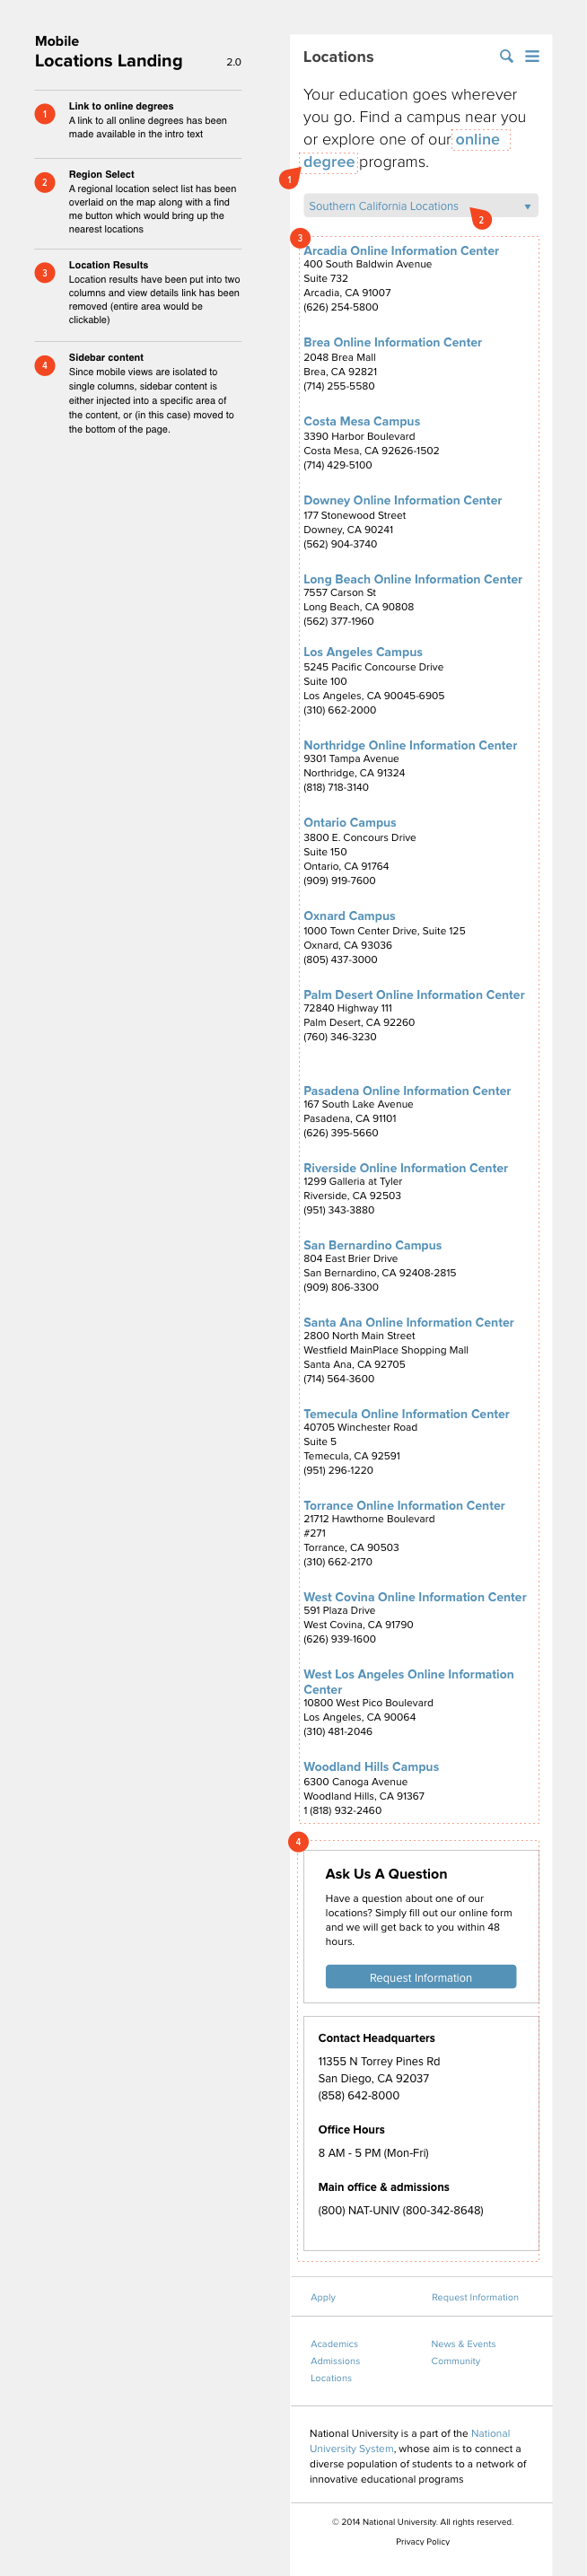 Mobile
Locations Landing 2.0
1
Link to online degrees
A link to all online degrees has been
made available in the intro text
2
Region Select
A regional location select list has been
overlaid on the map along with a find
me button which would bring up the
nearest locations
3
Location Results
Location results have been put into two
columns and view details link has been
removed (entire area would be
clickable)
4
Sidebar content
Since mobile views are isolated to
single columns, sidebar content is
either injected into a specific area of
the content, or (in this case) moved to
the bottom of the page.
Locations
Your education goes wherever
you go. Find a campus near you
or explore one of our online
degree programs.
1
Southern California Locations
2
3
Arcadia Online Information Center
400 South Baldwin Avenue
Suite 732
Arcadia, CA 91007
(626) 254-5800
Brea Online Information Center
2048 Brea Mall
Brea, CA 92821
(714) 255-5580
Costa Mesa Campus
3390 Harbor Boulevard
Costa Mesa, CA 92626-1502
(714) 429-5100
Downey Online Information Center
177 Stonewood Street
Downey, CA 90241
(562) 904-3740
Long Beach Online Information Center
7557 Carson St
Long Beach, CA 90808
(562) 377-1960
Los Angeles Campus
5245 Pacific Concourse Drive
Suite 100
Los Angeles, CA 90045-6905
(310) 662-2000
Northridge Online Information Center
9301 Tampa Avenue
Northridge, CA 91324
(818) 718-3140
Ontario Campus
3800 E. Concours Drive
Suite 150
Ontario, CA 91764
(909) 919-7600
Oxnard Campus
1000 Town Center Drive, Suite 125
Oxnard, CA 93036
(805) 437-3000
Palm Desert Online Information Center
72840 Highway 111
Palm Desert, CA 92260
(760) 346-3230
Pasadena Online Information Center
167 South Lake Avenue
Pasadena, CA 91101
(626) 395-5660
Riverside Online Information Center
1299 Galleria at Tyler
Riverside, CA 92503
(951) 343-3880
San Bernardino Campus
804 East Brier Drive
San Bernardino, CA 92408-2815
(909) 806-3300
Santa Ana Online Information Center
2800 North Main Street
Westfield MainPlace Shopping Mall
Santa Ana, CA 92705
(714) 564-3600
Temecula Online Information Center
40705 Winchester Road
Suite 5
Temecula, CA 92591
(951) 296-1220
Torrance Online Information Center
21712 Hawthorne Boulevard
#271
Torrance, CA 90503
(310) 662-2170
West Covina Online Information Center
591 Plaza Drive
West Covina, CA 91790
(626) 939-1600
West Los Angeles Online Information
Center
10800 West Pico Boulevard
Los Angeles, CA 90064
(310) 481-2046
Woodland Hills Campus
6300 Canoga Avenue
Woodland Hills, CA 91367
1 (818) 932-2460
4
Ask Us A Question
Have a question about one of our
locations? Simply fill out our online form
and we will get back to you within 48
hours.
Request Information
Contact Headquarters
11355 N Torrey Pines Rd
San Diego, CA 92037
(858) 642-8000
Office Hours
8 AM - 5 PM (Mon-Fri)
Main office & admissions
(800) NAT-UNIV (800-342-8648)
Apply Request Information
Academics News & Events
Admissions Community
Locations
National University is a part of the National
University System, whose aim is to connect a
diverse population of students to a network of
innovative educational programs
© 2014 National University. All rights reserved.
Privacy Policy